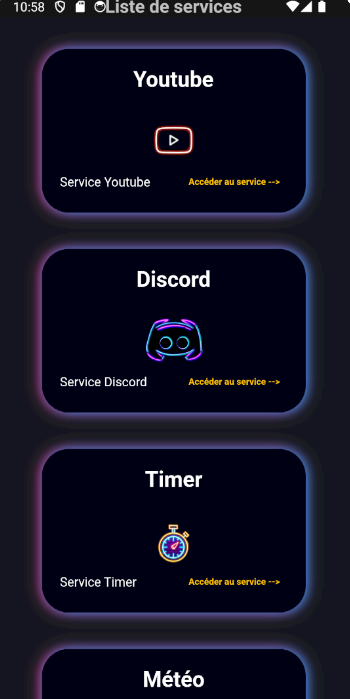 10:58 Liste de services
Youtube
Service Youtube Accéder au service -->
Discord
Service Discord Accéder au service -->
Timer
Service Timer Accéder au service -->
Météo